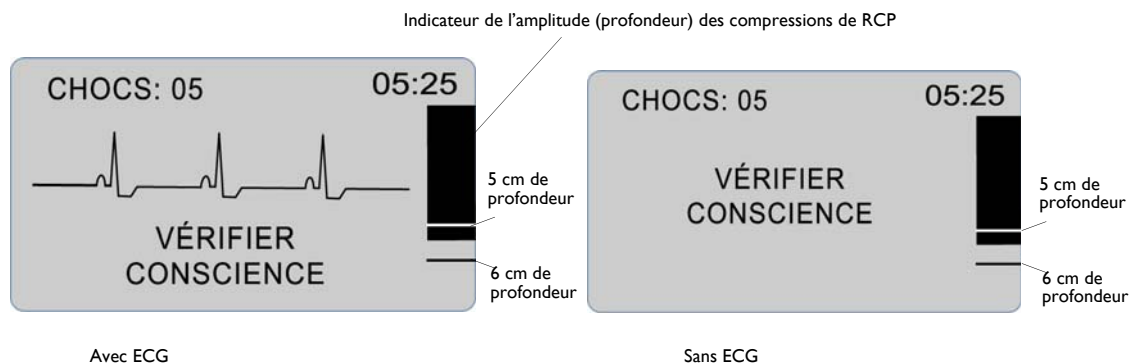 Indicateur de l'amplitude (profondeur) des compressions de RCP
CHOCS: 05
05:25
5 cm de
profondeur
VÉRIFIER
CONSCIENCE
6 cm de
profondeur
Avec ECG
CHOCS: 05
05:25
VÉRIFIER
CONSCIENCE
5 cm de
profondeur
6 cm de
profondeur
Sans ECG